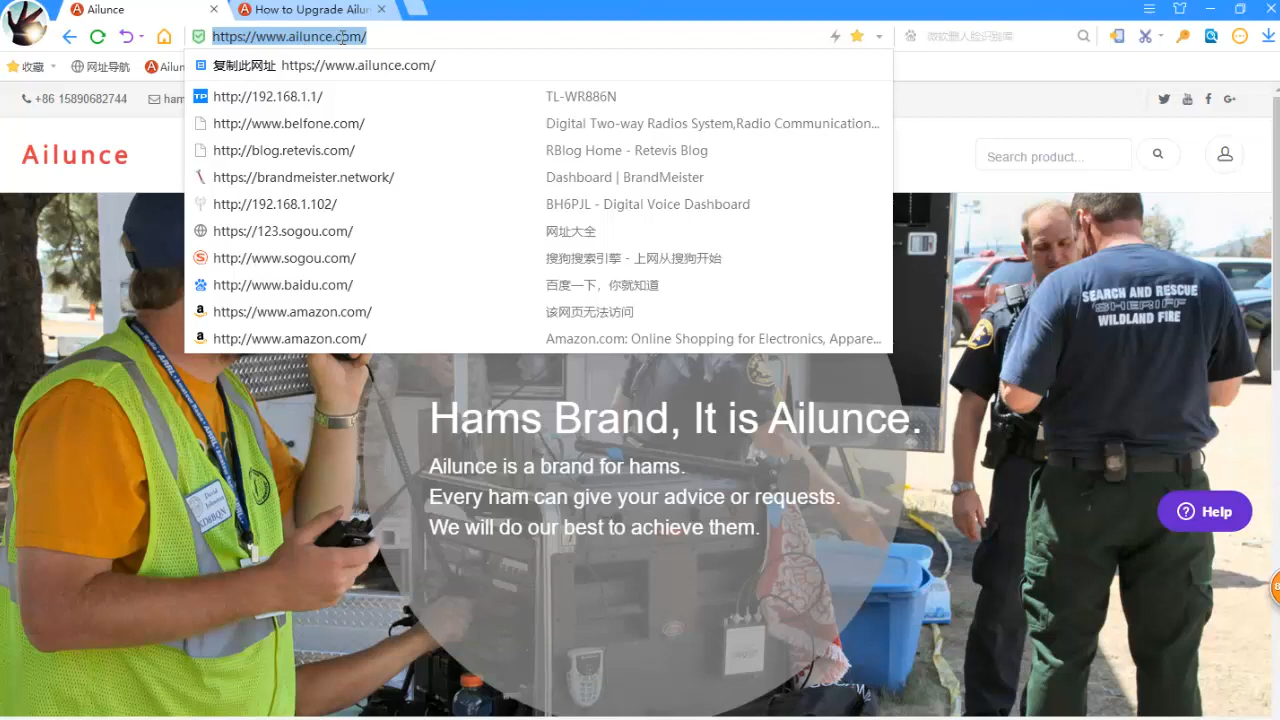 Ailunce
How to Upgrade Ailun
https://www.ailunce.com/
微软翻人脸识别库
收藏
网址导航
Ailun
复制此网址 https://www.ailunce.com/
http://192.168.1.1/ TL-WR886N
http://www.belfone.com/ Digital Two-way Radios System,Radio Communication...
http://blog.retevis.com/ RBlog Home - Retevis Blog
https://brandmeister.network/ Dashboard | BrandMeister
http://192.168.1.102/ BH6PJL - Digital Voice Dashboard
https://123.sogou.com/ 网址大全
http://www.sogou.com/ 搜狗搜索引擎 - 上网从搜狗开始
http://www.baidu.com/ 百度一下，你就知道
https://www.amazon.com/ 该网页无法访问
http://www.amazon.com/ Amazon.com: Online Shopping for Electronics, Appare...
+86 15890682744
ham
Ailunce
Search product...
SEARCH AND RESCUE
SHERIFF
WILDLAND FIRE
Hams Brand, It is Ailunce.
Ailunce is a brand for hams.
Every ham can give your advice or requests.
We will do our best to achieve them.
Help